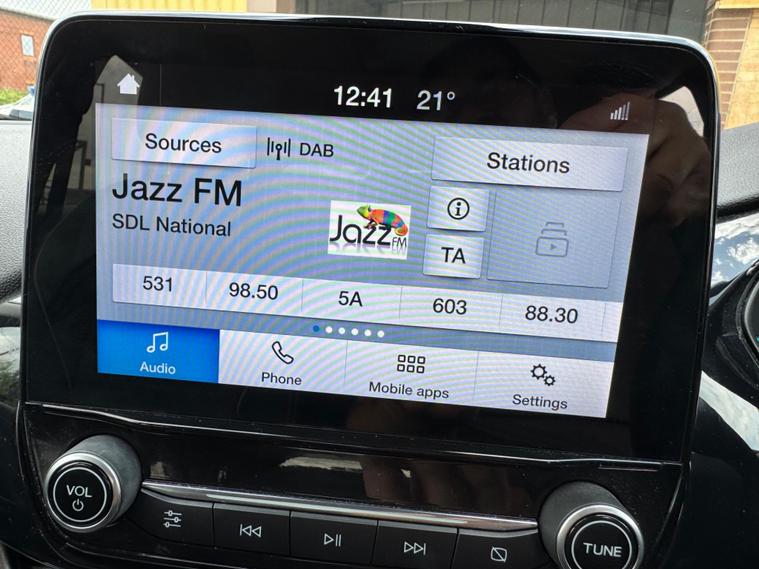 12:41 21°
Sources DAB Stations
Jazz FM
SDL National
Jazz FM
TA
531 98.50 5A 603 88.30
Audio Phone Mobile apps Settings
VOL
TUNE